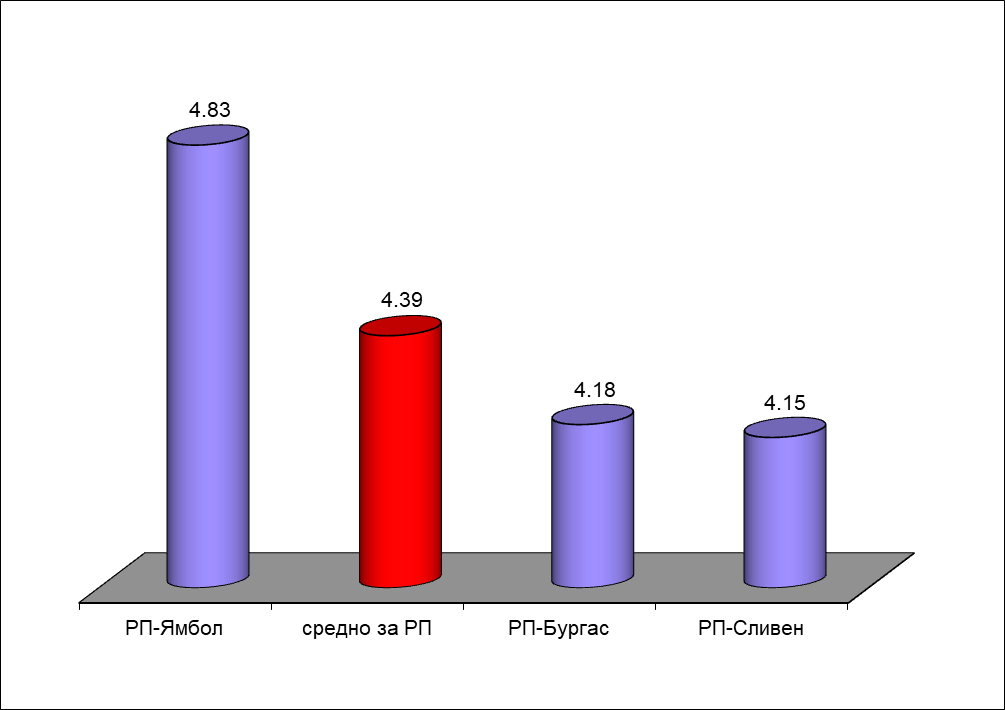 4.83
4.39
4.18
4.15
РП-Ямбол
средно за РП
РП-Бургас
РП-Сливен